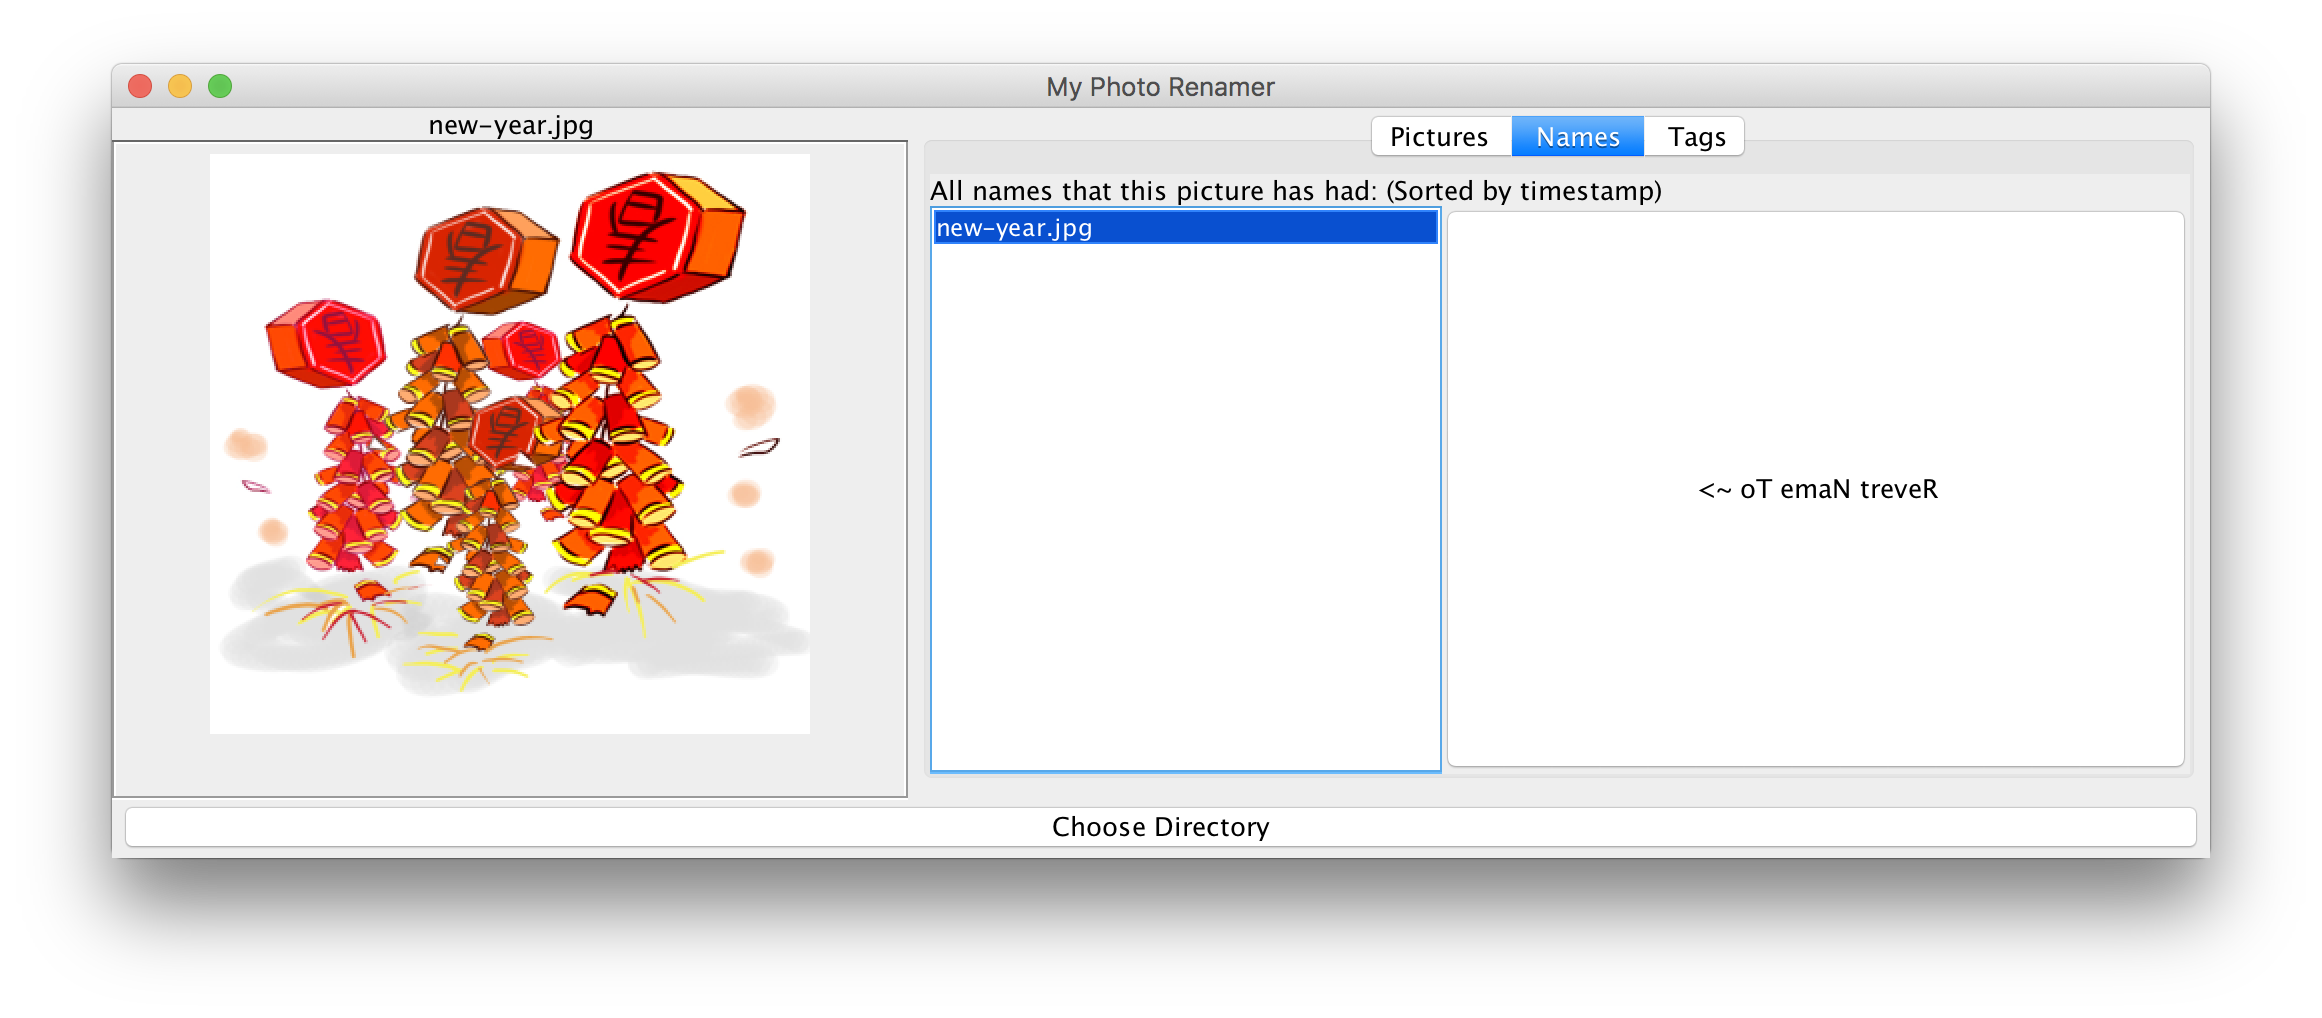 My Photo Renamer
new-year.jpg
Pictures Names Tags
All names that this picture has had: (Sorted by timestamp)
new-year.jpg
<~ oT emaN treveR
Choose Directory